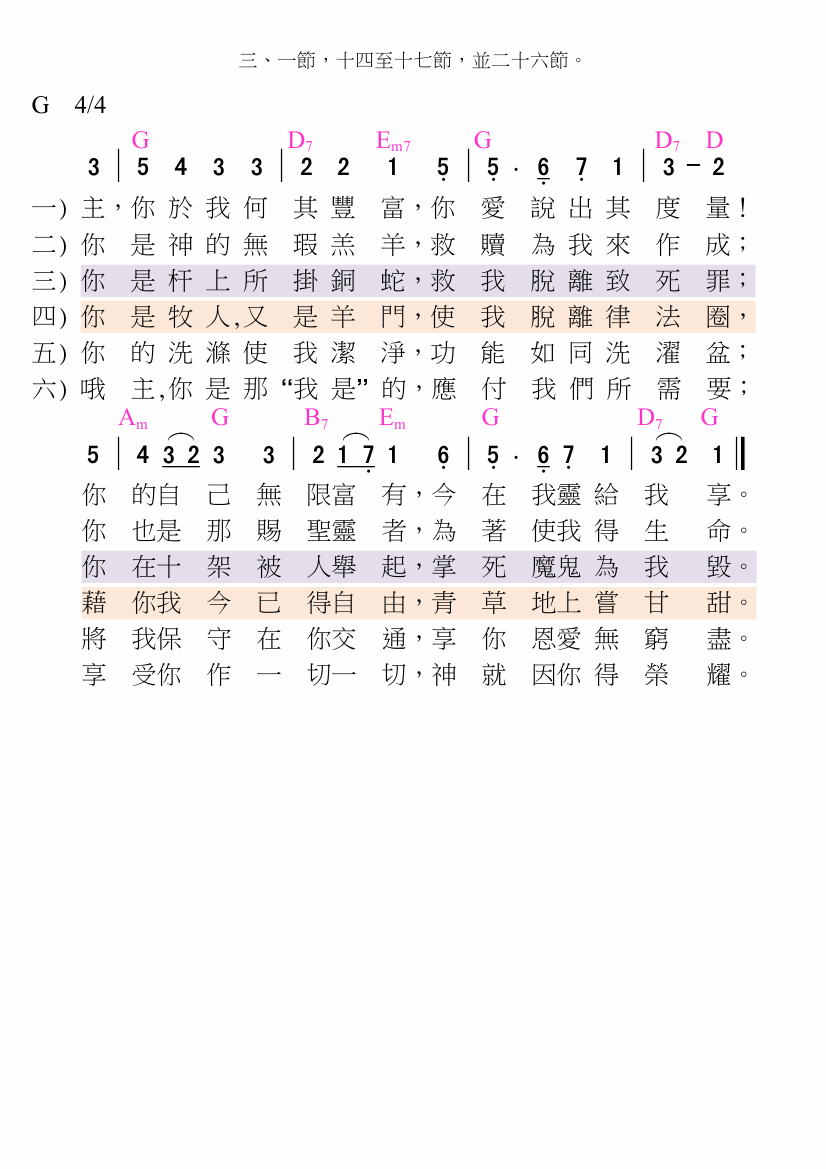 三、一節，十四至十七節，並二十六節。
G 4/4
G D7 Em7 G D7 D
3 | 5 4 3 3 | 2 2 1 5 | 5 · 6 7 1 | 3 – 2
一) 主，你於我何其豐富，你愛說出其度量！
二) 你是神的無瑕羔羊，救贖為我來作成；
三) 你是杆上所掛銅蛇，救我脫離致死罪；
四) 你是牧人,又是羊門，使我脫離律法圈，
五) 你的洗滌使我潔淨，功能如同洗濯盆；
六) 哦主,你是那“我是”的，應付我們所需要；
Am G B7 Em G D7 G
5 | 4 3 2 3 3 | 2 1 7 1 6 | 5 · 6 7 1 | 3 2 1 ‖
你的自己無限富有，今在我靈給我享。
你也是那賜聖靈者，為著使我得生命。
你在十架被人舉起，掌死魔鬼為我毀。
藉你我今已得自由，青草地上嘗甘甜。
將我保守在你交通，享你恩愛無窮盡。
享受你作一切一切，神就因你得榮耀。